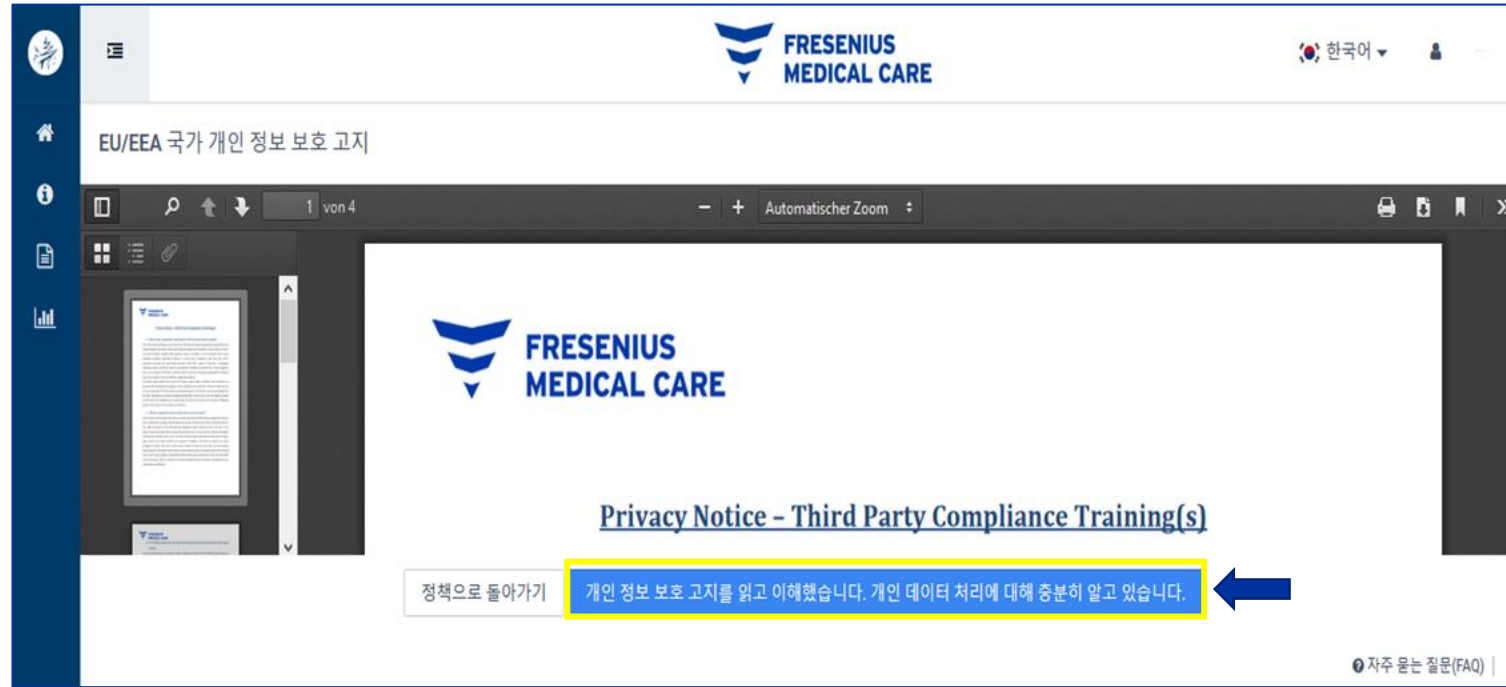 FRESENIUS
MEDICAL CARE
한국어
EU/EEA 국가 개인 정보 보호 고지
1 von 4
Automatischer Zoom
FRESENIUS
MEDICAL CARE
Privacy Notice – Third Party Compliance Training(s)
정책으로 돌아가기
개인 정보 보호 고지를 읽고 이해했습니다. 개인 데이터 처리에 대해 충분히 알고 있습니다.
자주 묻는 질문(FAQ)